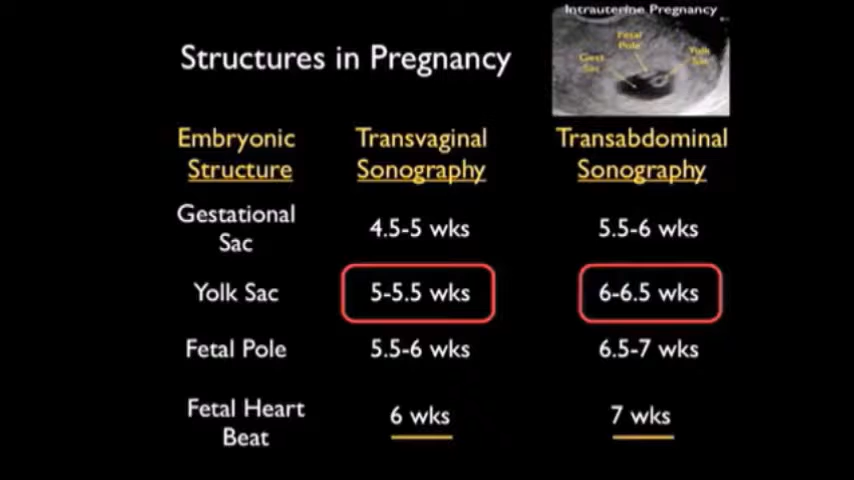 Intrauterine Pregnancy
Fetal
Pole
Yolk
Sac
Gest
Sac
Structures in Pregnancy
Embryonic
Structure
Transvaginal
Sonography
Transabdominal
Sonography
Gestational
Sac
4.5-5 wks
5.5-6 wks
Yolk Sac
5-5.5 wks
6-6.5 wks
Fetal Pole
5.5-6 wks
6.5-7 wks
Fetal Heart
Beat
6 wks
7 wks